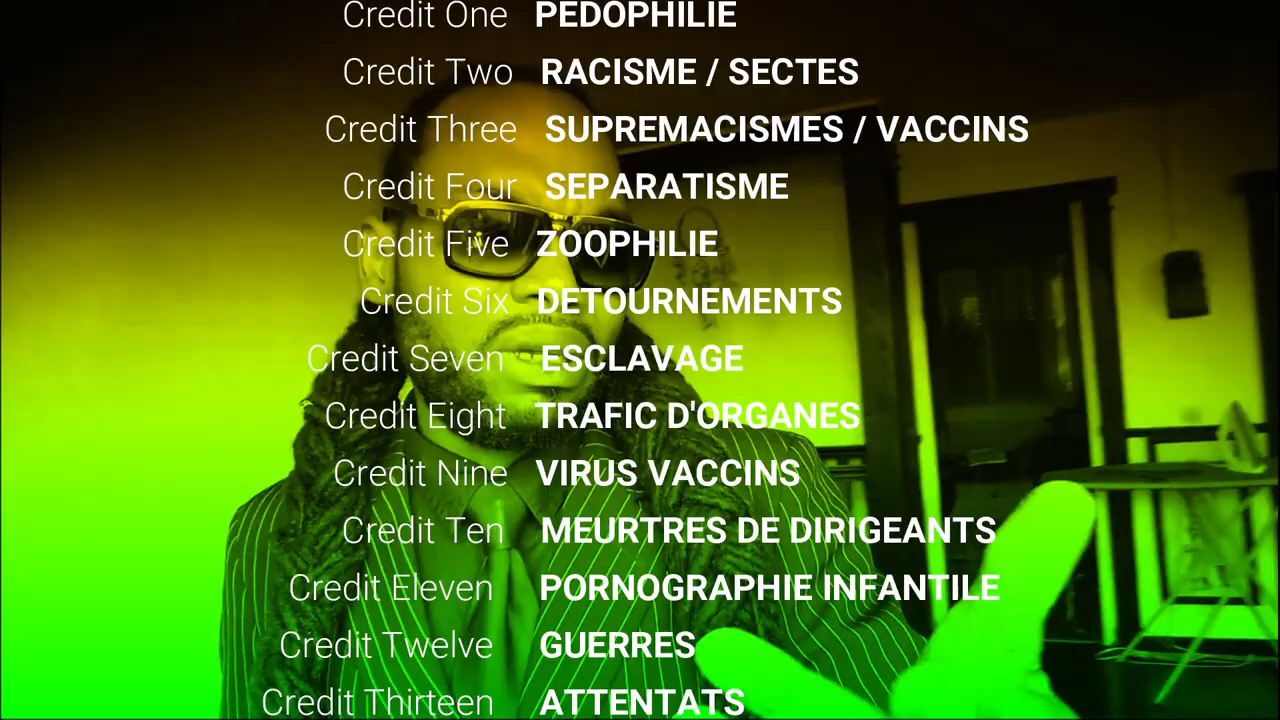 Credit One PEDOPHILIE
Credit Two RACISME / SECTES
Credit Three SUPREMACISMES / VACCINS
Credit Four SEPARATISME
Credit Five ZOOPHILIE
Credit Six DETOURNEMENTS
Credit Seven ESCLAVAGE
Credit Eight TRAFIC D'ORGANES
Credit Nine VIRUS VACCINS
Credit Ten MEURTRES DE DIRIGEANTS
Credit Eleven PORNOGRAPHIE INFANTILE
Credit Twelve GUERRES
Credit Thirteen ATTENTATS